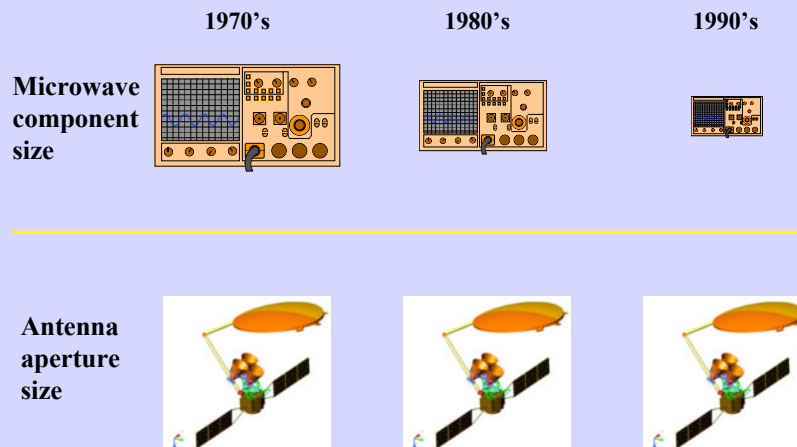 1970’s
1980’s
1990’s
Microwave
component
size
Antenna
aperture
size